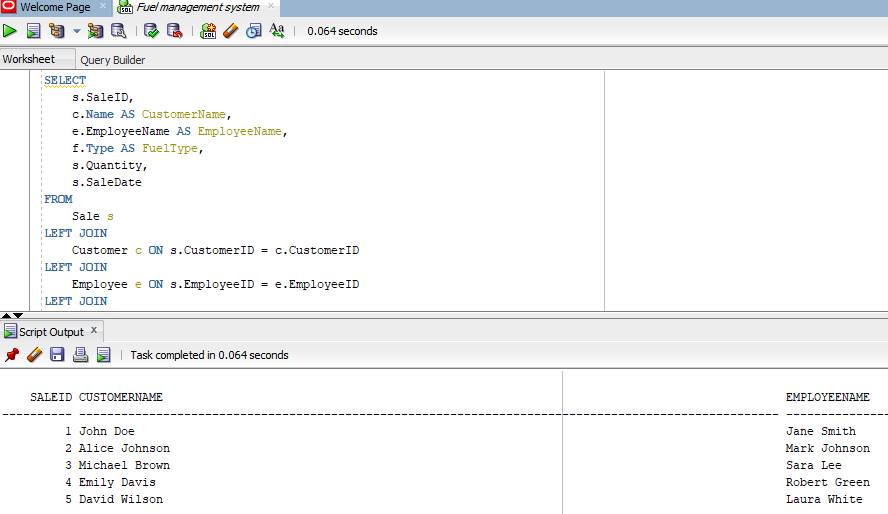 Welcome Page × Fuel management system ×
SQL SQL Aa 0.064 seconds
Worksheet Query Builder
SELECT
s.SaleID,
c.Name AS CustomerName,
e.EmployeeName AS EmployeeName,
f.Type AS FuelType,
s.Quantity,
s.SaleDate
FROM
Sale s
LEFT JOIN
Customer c ON s.CustomerID = c.CustomerID
LEFT JOIN
Employee e ON s.EmployeeID = e.EmployeeID
LEFT JOIN
Script Output ×
Task completed in 0.064 seconds
SALEID CUSTOMERNAME EMPLOYEENAME
1 John Doe Jane Smith
2 Alice Johnson Mark Johnson
3 Michael Brown Sara Lee
4 Emily Davis Robert Green
5 David Wilson Laura White